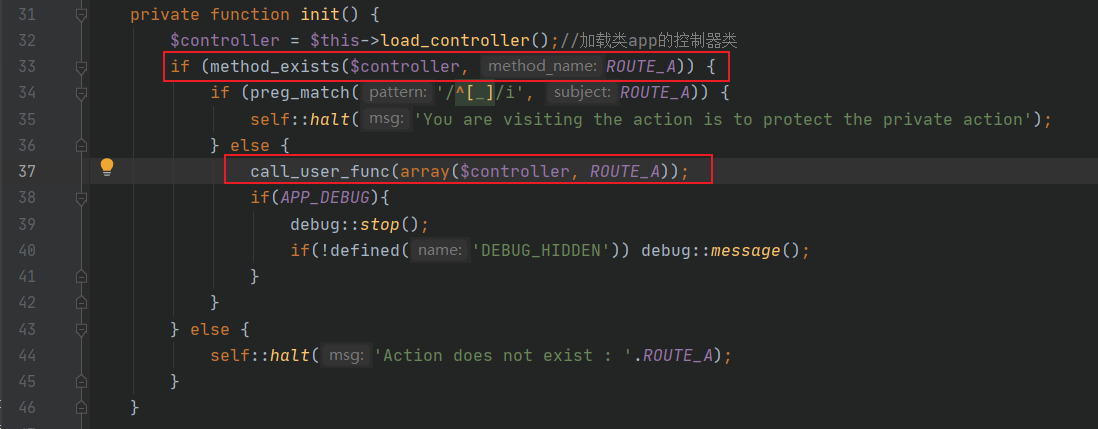 31 private function init() {
32 $controller = $this->load_controller();//加载类app的控制器类
33 if (method_exists($controller, method_name: ROUTE_A)) {
34 if (preg_match( pattern: '/^[_]/i', subject: ROUTE_A)) {
35 self::halt( msg: 'You are visiting the action is to protect the private action');
36 } else {
37 call_user_func(array($controller, ROUTE_A));
38 if(APP_DEBUG){
39 debug::stop();
40 if(!defined( name: 'DEBUG_HIDDEN')) debug::message();
41 }
42 }
43 } else {
44 self::halt( msg: 'Action does not exist : '.ROUTE_A);
45 }
46 }